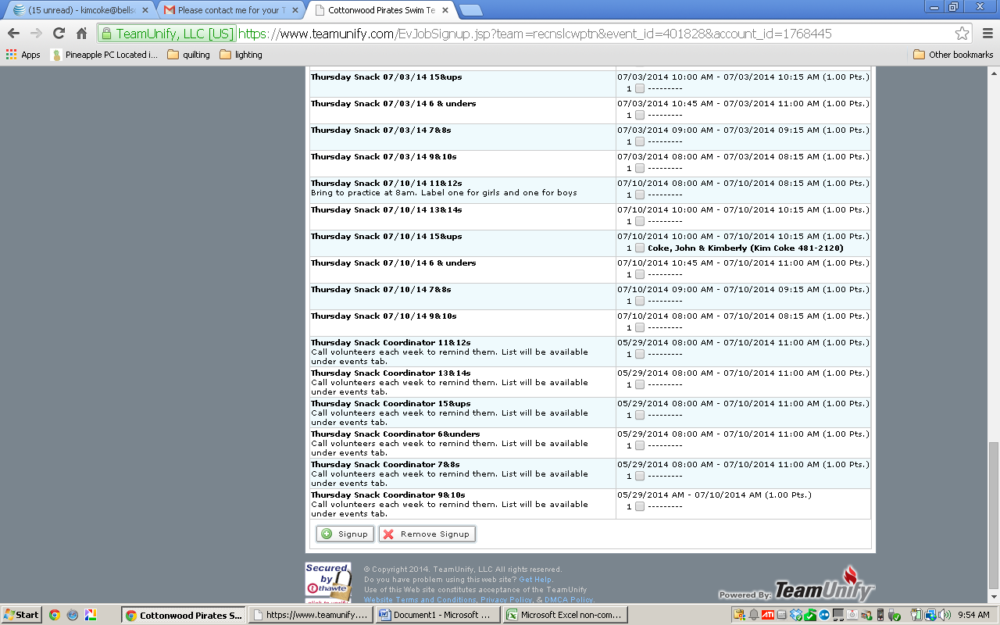 (15 unread) - kimcoke@bells
Please contact me for your T
Cottonwood Pirates Swim Te
TeamUnify, LLC [US] https://www.teamunify.com/EvJobSignup.jsp?team=recnslcwptn&event_id=401828&account_id=1768445
Apps Pineapple PC Located i... quilting lighting Other bookmarks
Thursday Snack 07/03/14 15&ups 07/03/2014 10:00 AM - 07/03/2014 10:15 AM (1.00 Pts.)
1 ---------
Thursday Snack 07/03/14 6 & unders 07/03/2014 10:45 AM - 07/03/2014 11:00 AM (1.00 Pts.)
1 ---------
Thursday Snack 07/03/14 7&8s 07/03/2014 09:00 AM - 07/03/2014 09:15 AM (1.00 Pts.)
1 ---------
Thursday Snack 07/03/14 9&10s 07/03/2014 08:00 AM - 07/03/2014 08:15 AM (1.00 Pts.)
1 ---------
Thursday Snack 07/10/14 11&12s 07/10/2014 08:00 AM - 07/10/2014 08:15 AM (1.00 Pts.)
Bring to practice at 8am. Label one for girls and one for boys 1 ---------
Thursday Snack 07/10/14 13&14s 07/10/2014 10:00 AM - 07/10/2014 10:15 AM (1.00 Pts.)
1 ---------
Thursday Snack 07/10/14 15&ups 07/10/2014 10:00 AM - 07/10/2014 10:15 AM (1.00 Pts.)
1 Coke, John & Kimberly (Kim Coke 481-2120)
Thursday Snack 07/10/14 6 & unders 07/10/2014 10:45 AM - 07/10/2014 11:00 AM (1.00 Pts.)
1 ---------
Thursday Snack 07/10/14 7&8s 07/10/2014 09:00 AM - 07/10/2014 09:15 AM (1.00 Pts.)
1 ---------
Thursday Snack 07/10/14 9&10s 07/10/2014 08:00 AM - 07/10/2014 08:15 AM (1.00 Pts.)
1 ---------
Thursday Snack Coordinator 11&12s 05/29/2014 08:00 AM - 07/10/2014 11:00 AM (1.00 Pts.)
Call volunteers each week to remind them. List will be available 1 ---------
under events tab.
Thursday Snack Coordinator 13&14s 05/29/2014 08:00 AM - 07/10/2014 11:00 AM (1.00 Pts.)
Call volunteers each week to remind them. List will be available 1 ---------
under events tab.
Thursday Snack Coordinator 15&ups 05/29/2014 08:00 AM - 07/10/2014 11:00 AM (1.00 Pts.)
Call volunteers each week to remind them. List will be available 1 ---------
under events tab.
Thursday Snack Coordinator 6&unders 05/29/2014 08:00 AM - 07/10/2014 11:00 AM (1.00 Pts.)
Call volunteers each week to remind them. List will be available 1 ---------
under events tab.
Thursday Snack Coordinator 7&8s 05/29/2014 08:00 AM - 07/10/2014 11:00 AM (1.00 Pts.)
Call volunteers each week to remind them. List will be available 1 ---------
under events tab.
Thursday Snack Coordinator 9&10s 05/29/2014 AM - 07/10/2014 AM (1.00 Pts.)
Call volunteers each week to remind them. List will be available 1 ---------
under events tab.
Signup Remove Signup
Secured
by
thawte
click to verify
© Copyright 2014. TeamUnify, LLC All rights reserved.
Do you have problem using this web site? Get Help.
Use of this Web site constitutes acceptance of the TeamUnify
Website Terms and Conditions, Privacy Policy, & DMCA Policy.
Powered By: TeamUnify
Start Cottonwood Pirates S... https://www.teamunify.... Document1 - Microsoft ... Microsoft Excel non-com... ATI 9:54 AM